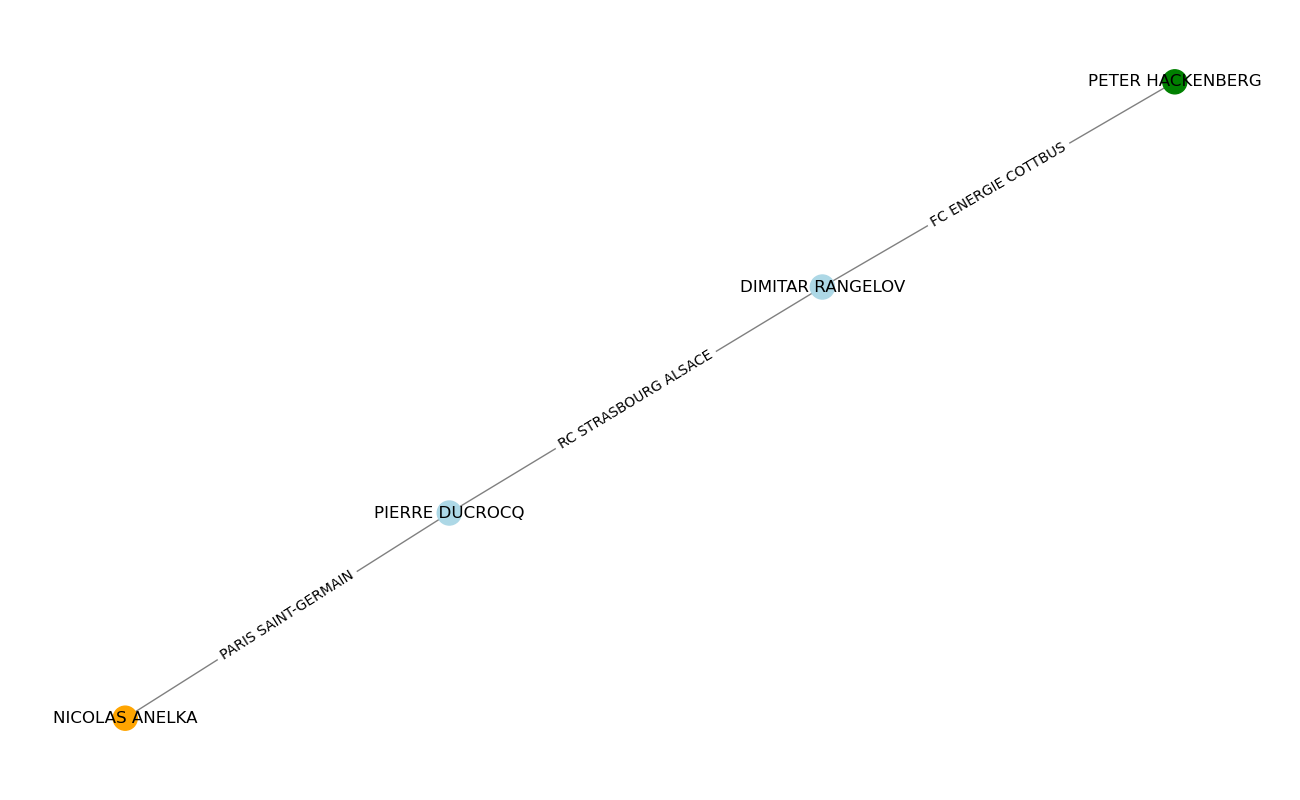 PETER HACKENBERG
FC ENERGIE COTTBUS
DIMITAR RANGELOV
RC STRASBOURG ALSACE
PIERRE DUCROCQ
PARIS SAINT-GERMAIN
NICOLAS ANELKA